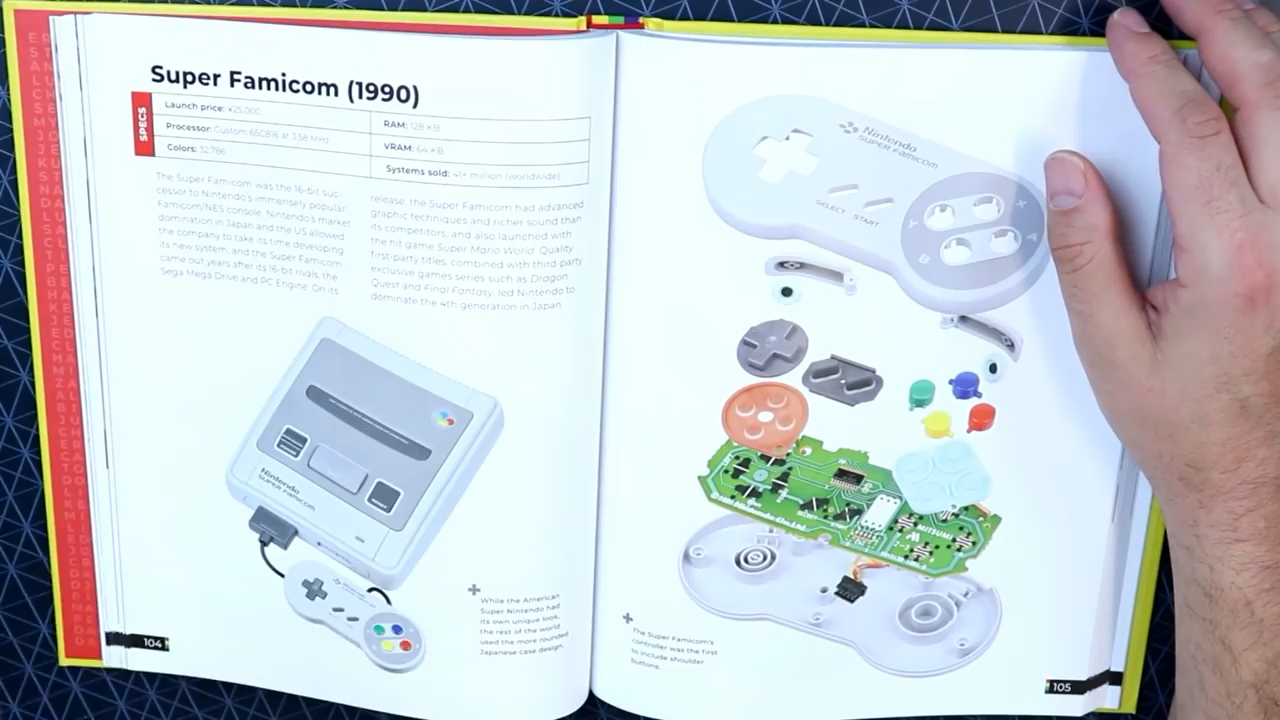 Super Famicom (1990)
SPECS
Launch price: ¥25,000
Processor: Custom 65C816 at 3.58 MHz
Colors: 32,786
RAM: 128 KB
VRAM: 64 KB
Systems sold: 41+ million (worldwide)
The Super Famicom was the 16-bit suc-
cessor to Nintendo's immensely popular
Famicom/NES console. Nintendo's market
domination in Japan and the US allowed
the company to take its time developing
its new system, and the Super Famicom
came out years after its 16-bit rivals, the
Sega Mega Drive and PC Engine. On its
release, the Super Famicom had advanced
graphic techniques and richer sound than
its competitors, and also launched with
the hit game Super Mario World. Quality
first-party titles, combined with third-party
exclusive games series such as Dragon
Quest and Final Fantasy, led Nintendo to
dominate the 4th generation in Japan.
Nintendo
SUPER FAMICOM
RESET
While the American
Super Nintendo had
its own unique look,
the rest of the world
used the more rounded
Japanese case design.
104
Nintendo
SUPER FAMICOM
SELECT
START
Y
X
B
A
MITSUMI
The Super Famicom's
controller was the first
to include shoulder
buttons.
105